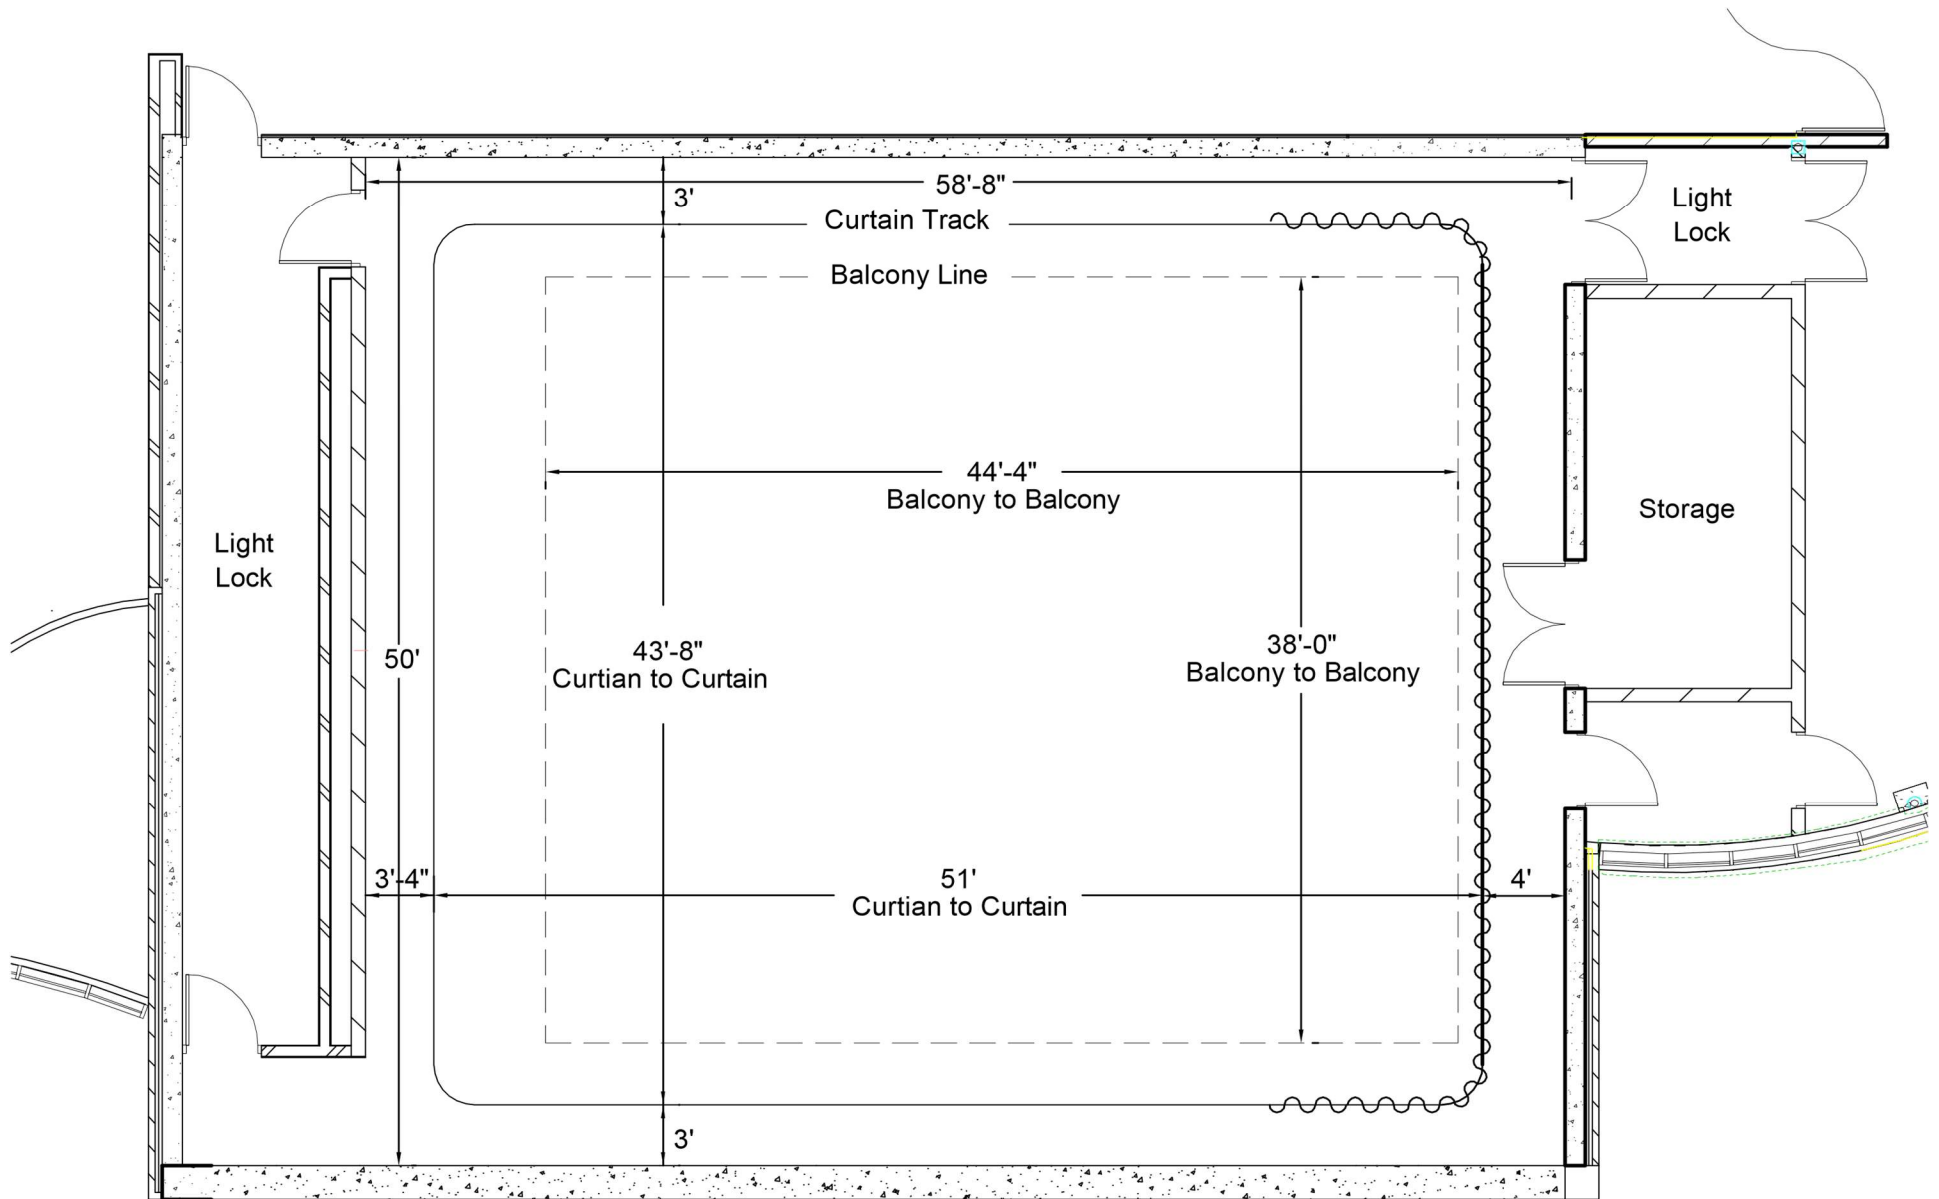 58'-8"
3'
Curtain Track
Light
Lock
Balcony Line
44'-4"
Balcony to Balcony
Storage
Light
Lock
50'
43'-8"
Curtian to Curtain
38'-0"
Balcony to Balcony
3'-4"
51'
Curtian to Curtain
4'
3'